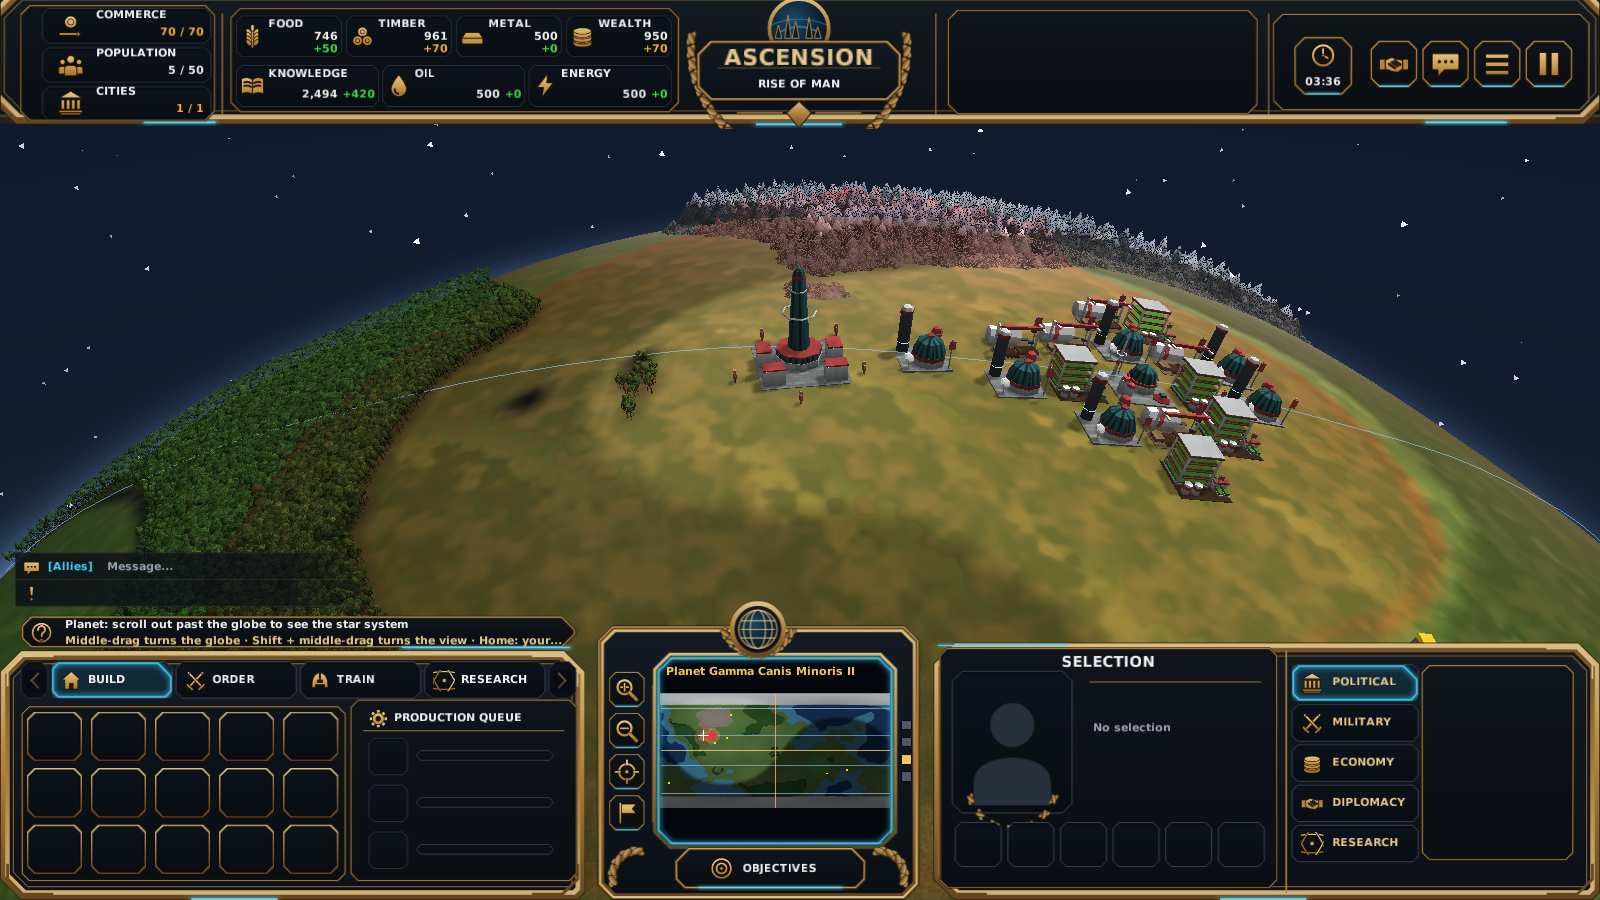 COMMERCE
70 / 70
POPULATION
5 / 50
CITIES
1 / 1
FOOD
746
+50
TIMBER
961
+70
METAL
500
+0
WEALTH
950
+70
KNOWLEDGE
2,494 +420
OIL
500 +0
ENERGY
500 +0
ASCENSION
RISE OF MAN
03:36
[Allies] Message...
!
Planet: scroll out past the globe to see the star system
Middle-drag turns the globe · Shift + middle-drag turns the view · Home: your...
BUILD
ORDER
TRAIN
RESEARCH
PRODUCTION QUEUE
Planet Gamma Canis Minoris II
OBJECTIVES
SELECTION
No selection
POLITICAL
MILITARY
ECONOMY
DIPLOMACY
RESEARCH